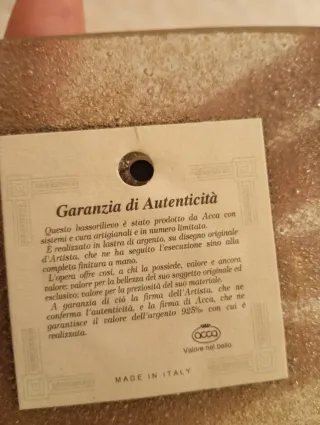 Garanzia di Autenticità
Questo bassorilievo è stato prodotto da Acca con
sistemi e cura artigianali e in numero limitato.
È realizzato in lastra di argento, su disegno originale
d'Artista, che ne ha seguito l'esecuzione sino alla
completa finitura a mano.
L'opera, offre così, a chi la possiede, valore e ancora
valore; valore per la bellezza del suo soggetto originale ed
esclusivo; valore per la preziosità del suo materiale.
A garanzia di ciò la firma dell'Artista, che ne
conferma l'autenticità, e la firma di Acca, che ne
garantisce il valore dell'argento 925‰ con cui è
realizzata.
acca
Valore nel bello
MADE IN ITALY